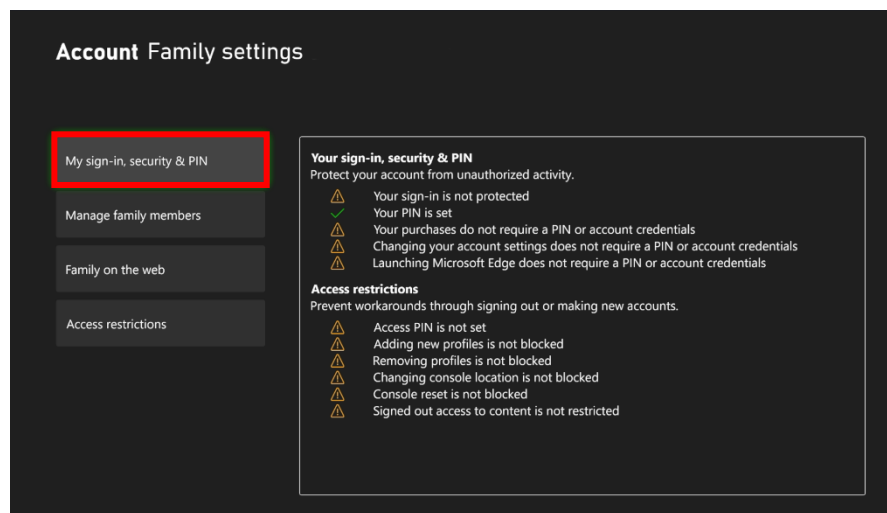 Account Family settings
My sign-in, security & PIN
Manage family members
Family on the web
Access restrictions
Your sign-in, security & PIN
Protect your account from unauthorized activity.
Your sign-in is not protected
Your PIN is set
Your purchases do not require a PIN or account credentials
Changing your account settings does not require a PIN or account credentials
Launching Microsoft Edge does not require a PIN or account credentials
Access restrictions
Prevent workarounds through signing out or making new accounts.
Access PIN is not set
Adding new profiles is not blocked
Removing profiles is not blocked
Changing console location is not blocked
Console reset is not blocked
Signed out access to content is not restricted